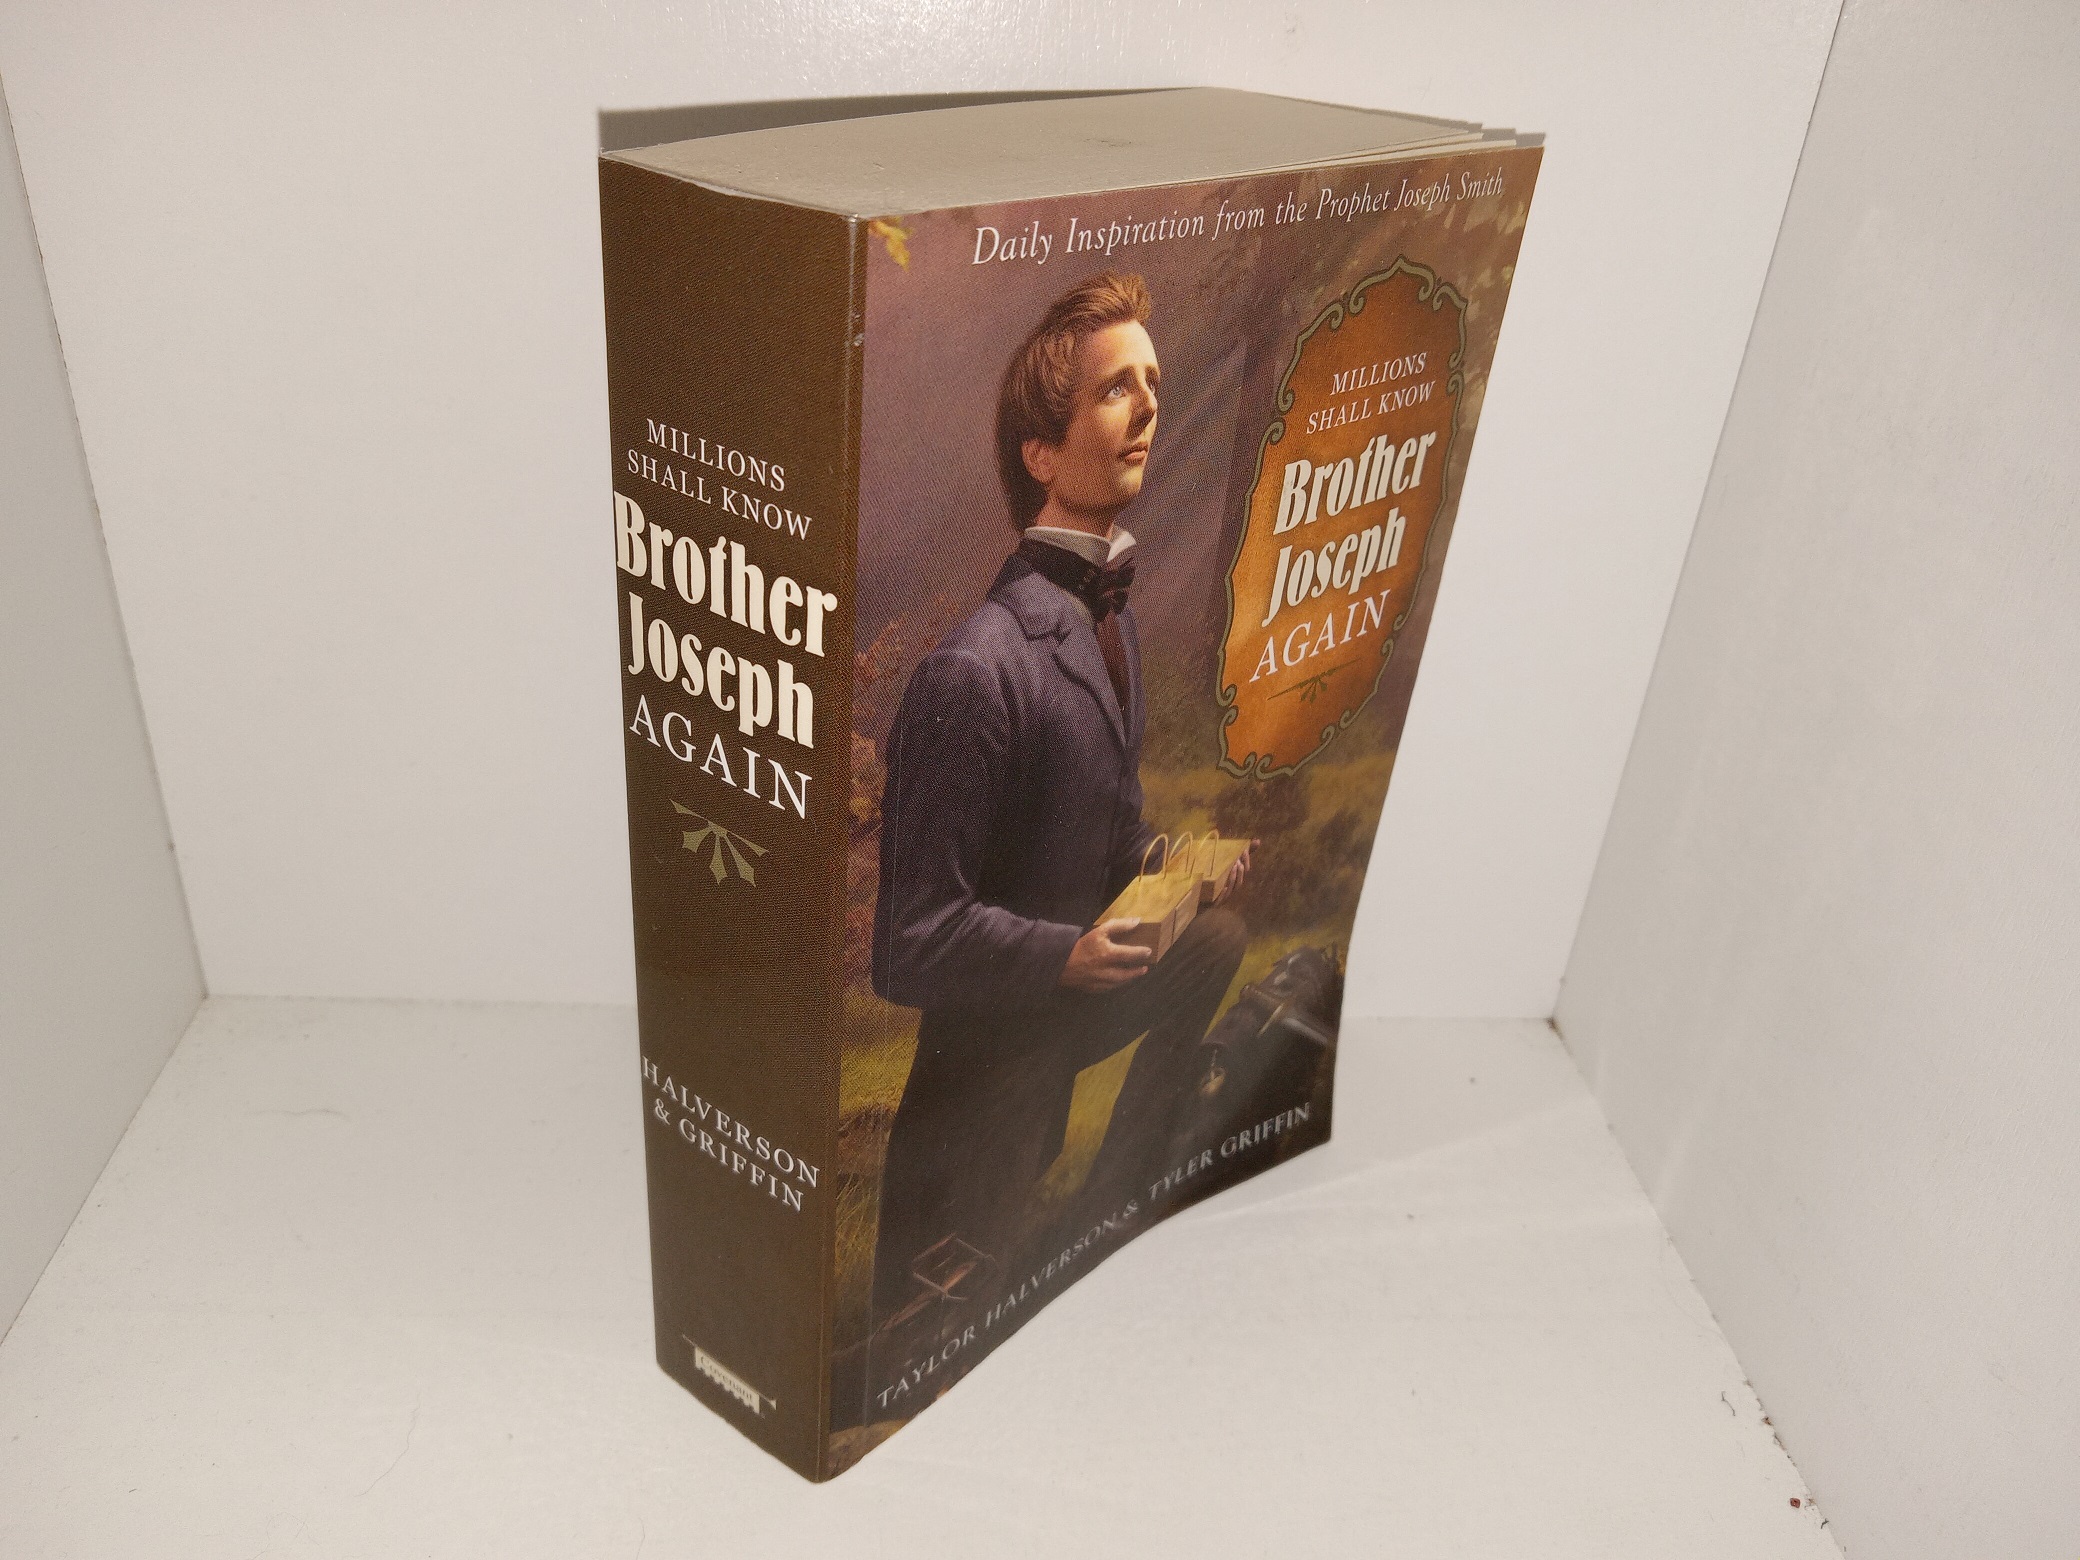 MILLIONS
SHALL KNOW
Brother
Joseph
AGAIN
HALVERSON
& GRIFFIN
Covenant
Daily Inspiration from the Prophet Joseph Smith
MILLIONS
SHALL KNOW
Brother
Joseph
AGAIN
TAYLOR HALVERSON & TYLER GRIFFIN